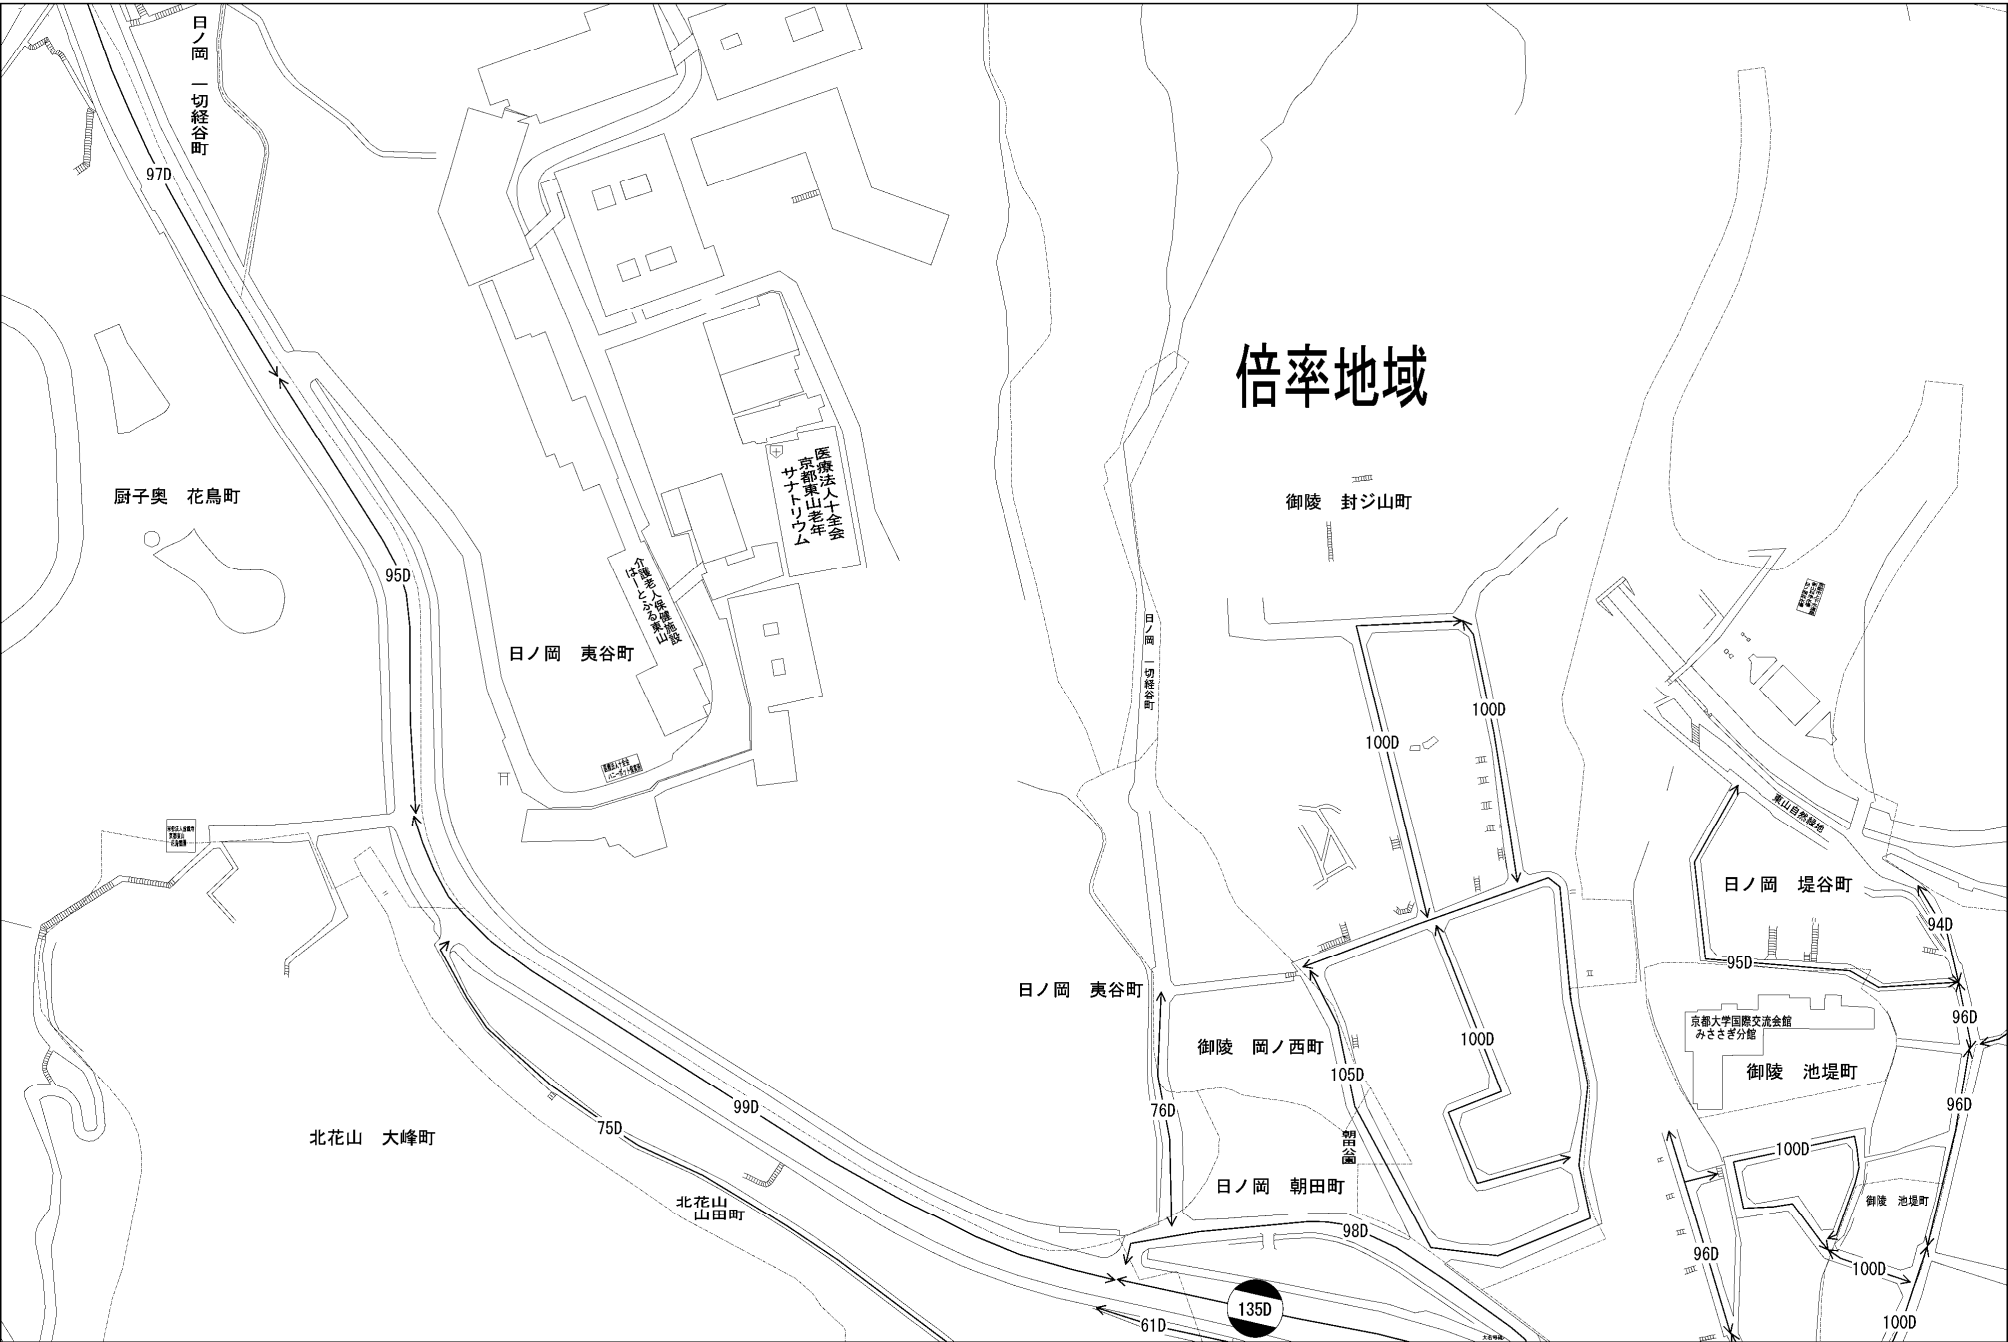 日ノ岡 一切経谷町
97D
倍率地域
厨子奥 花鳥町
医療法人十全会
京都東山老年
サナトリウム
御陵 封ジ山町
95D
介護老人保健施設
はーとふる東山
日ノ岡 夷谷町
日ノ岡 一切経谷町
100D
100D
東山自然緑地
日ノ岡 堤谷町
94D
95D
日ノ岡 夷谷町
96D
京都大学国際交流会館
みささぎ分館
御陵 岡ノ西町
100D
御陵 池堤町
105D
99D
76D
96D
75D
北花山 大峰町
朝田公園
100D
日ノ岡 朝田町
北花山
山田町
御陵 池堤町
98D
96D
100D
135D
61D
100D